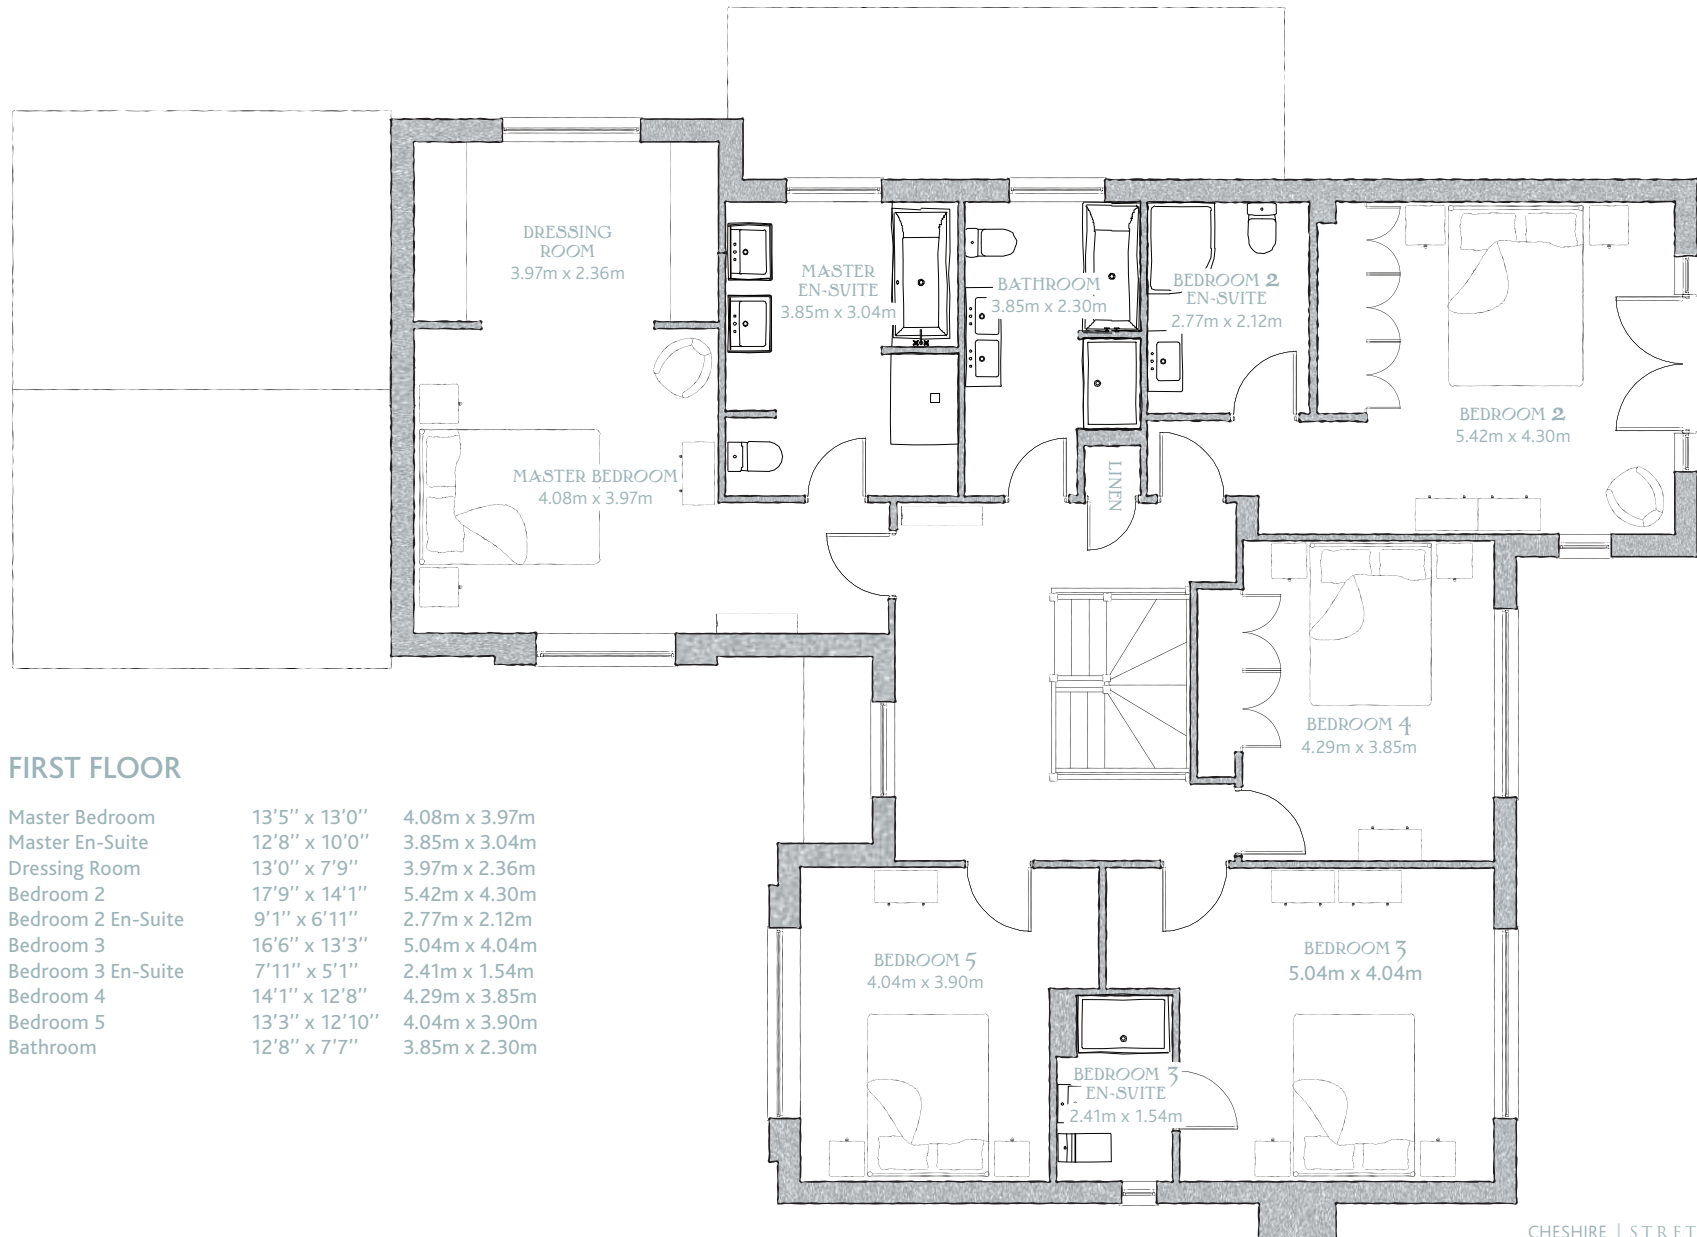 DRESSING
ROOM
3.97m x 2.36m
MASTER
EN-SUITE
3.85m x 3.04m
BATHROOM
3.85m x 2.30m
BEDROOM 2
EN-SUITE
2.77m x 2.12m
BEDROOM 2
5.42m x 4.30m
MASTER BEDROOM
4.08m x 3.97m
LINEN
BEDROOM 4
4.29m x 3.85m
BEDROOM 5
4.04m x 3.90m
BEDROOM 3
5.04m x 4.04m
BEDROOM 3
EN-SUITE
2.41m x 1.54m
FIRST FLOOR
Master Bedroom 13'5'' x 13'0'' 4.08m x 3.97m
Master En-Suite 12'8'' x 10'0'' 3.85m x 3.04m
Dressing Room 13'0'' x 7'9'' 3.97m x 2.36m
Bedroom 2 17'9'' x 14'1'' 5.42m x 4.30m
Bedroom 2 En-Suite 9'1'' x 6'11'' 2.77m x 2.12m
Bedroom 3 16'6'' x 13'3'' 5.04m x 4.04m
Bedroom 3 En-Suite 7'11'' x 5'1'' 2.41m x 1.54m
Bedroom 4 14'1'' x 12'8'' 4.29m x 3.85m
Bedroom 5 13'3'' x 12'10'' 4.04m x 3.90m
Bathroom 12'8'' x 7'7'' 3.85m x 2.30m
CHESHIRE | STRET